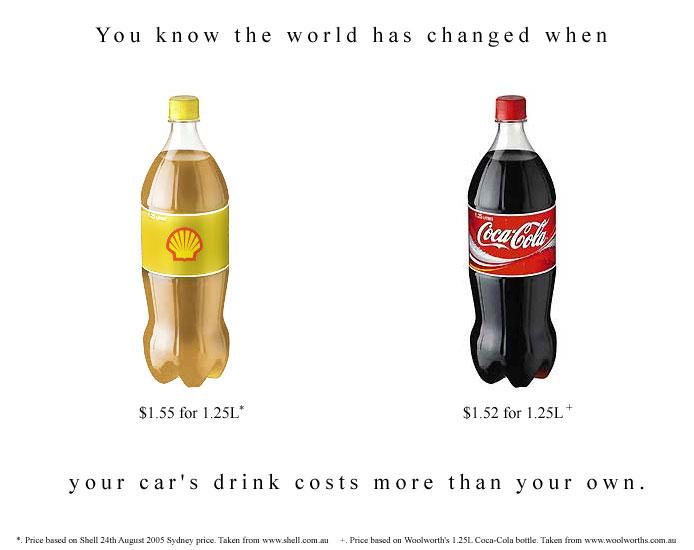 You know the world has changed when
1.25 LITRES
Coca-Cola
$1.55 for 1.25L*
$1.52 for 1.25L+
your car's drink costs more than your own.
*. Price based on Shell 24th August 2005 Sydney price. Taken from www.shell.com.au
+. Price based on Woolworth's 1.25L Coca-Cola bottle. Taken from www.woolworths.com.au